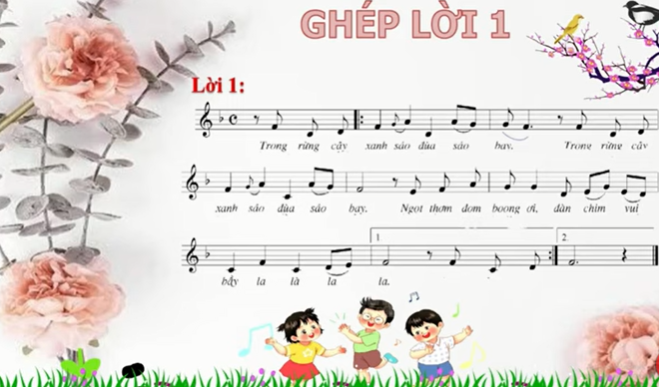 GHÉP LỜI 1
Lời 1:
Trong rừng cây xanh sáo đùa sáo bay. Trong rừng cây
xanh sáo đùa sáo bay. Ngọt thơm đom boong ơi, đàn chim vui
1. 2.
bầy la là la la.